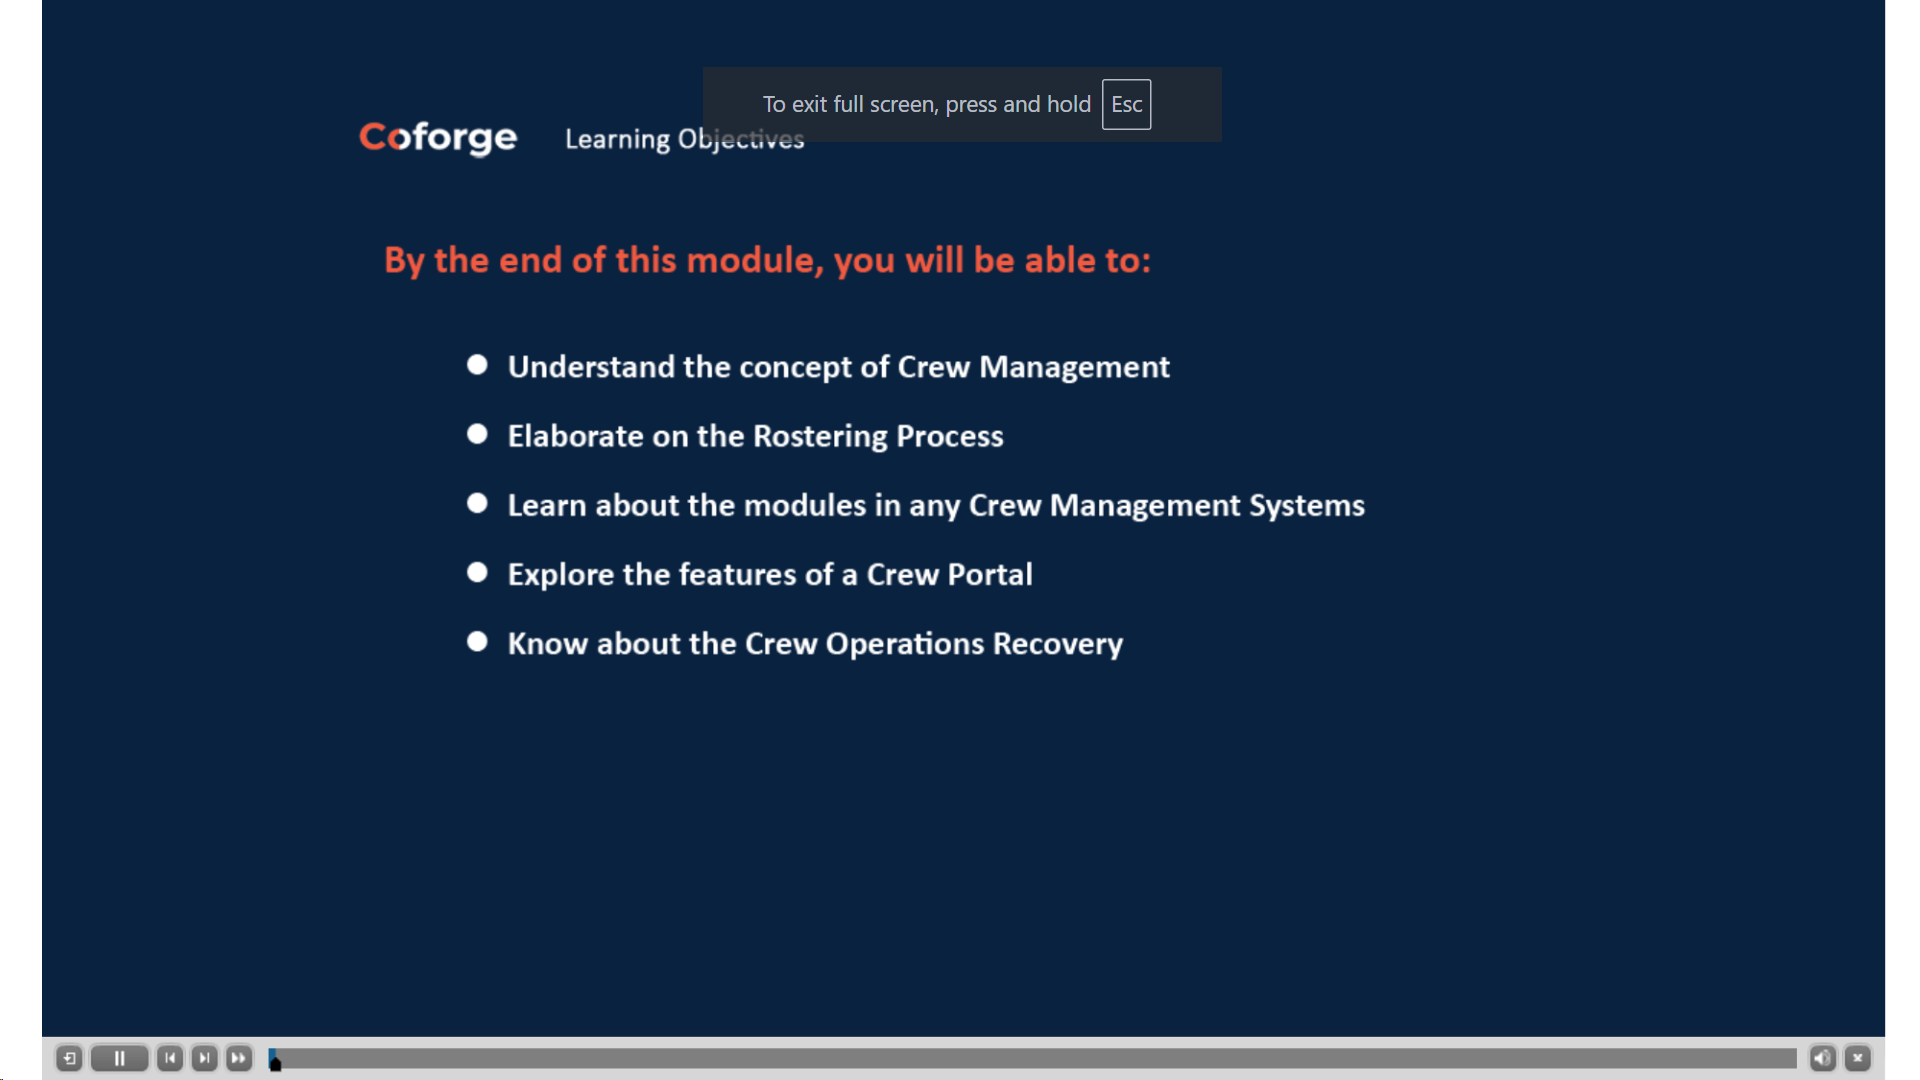 To exit full screen, press and hold Esc
Coforge Learning Objectives
By the end of this module, you will be able to:
Understand the concept of Crew Management
Elaborate on the Rostering Process
Learn about the modules in any Crew Management Systems
Explore the features of a Crew Portal
Know about the Crew Operations Recovery